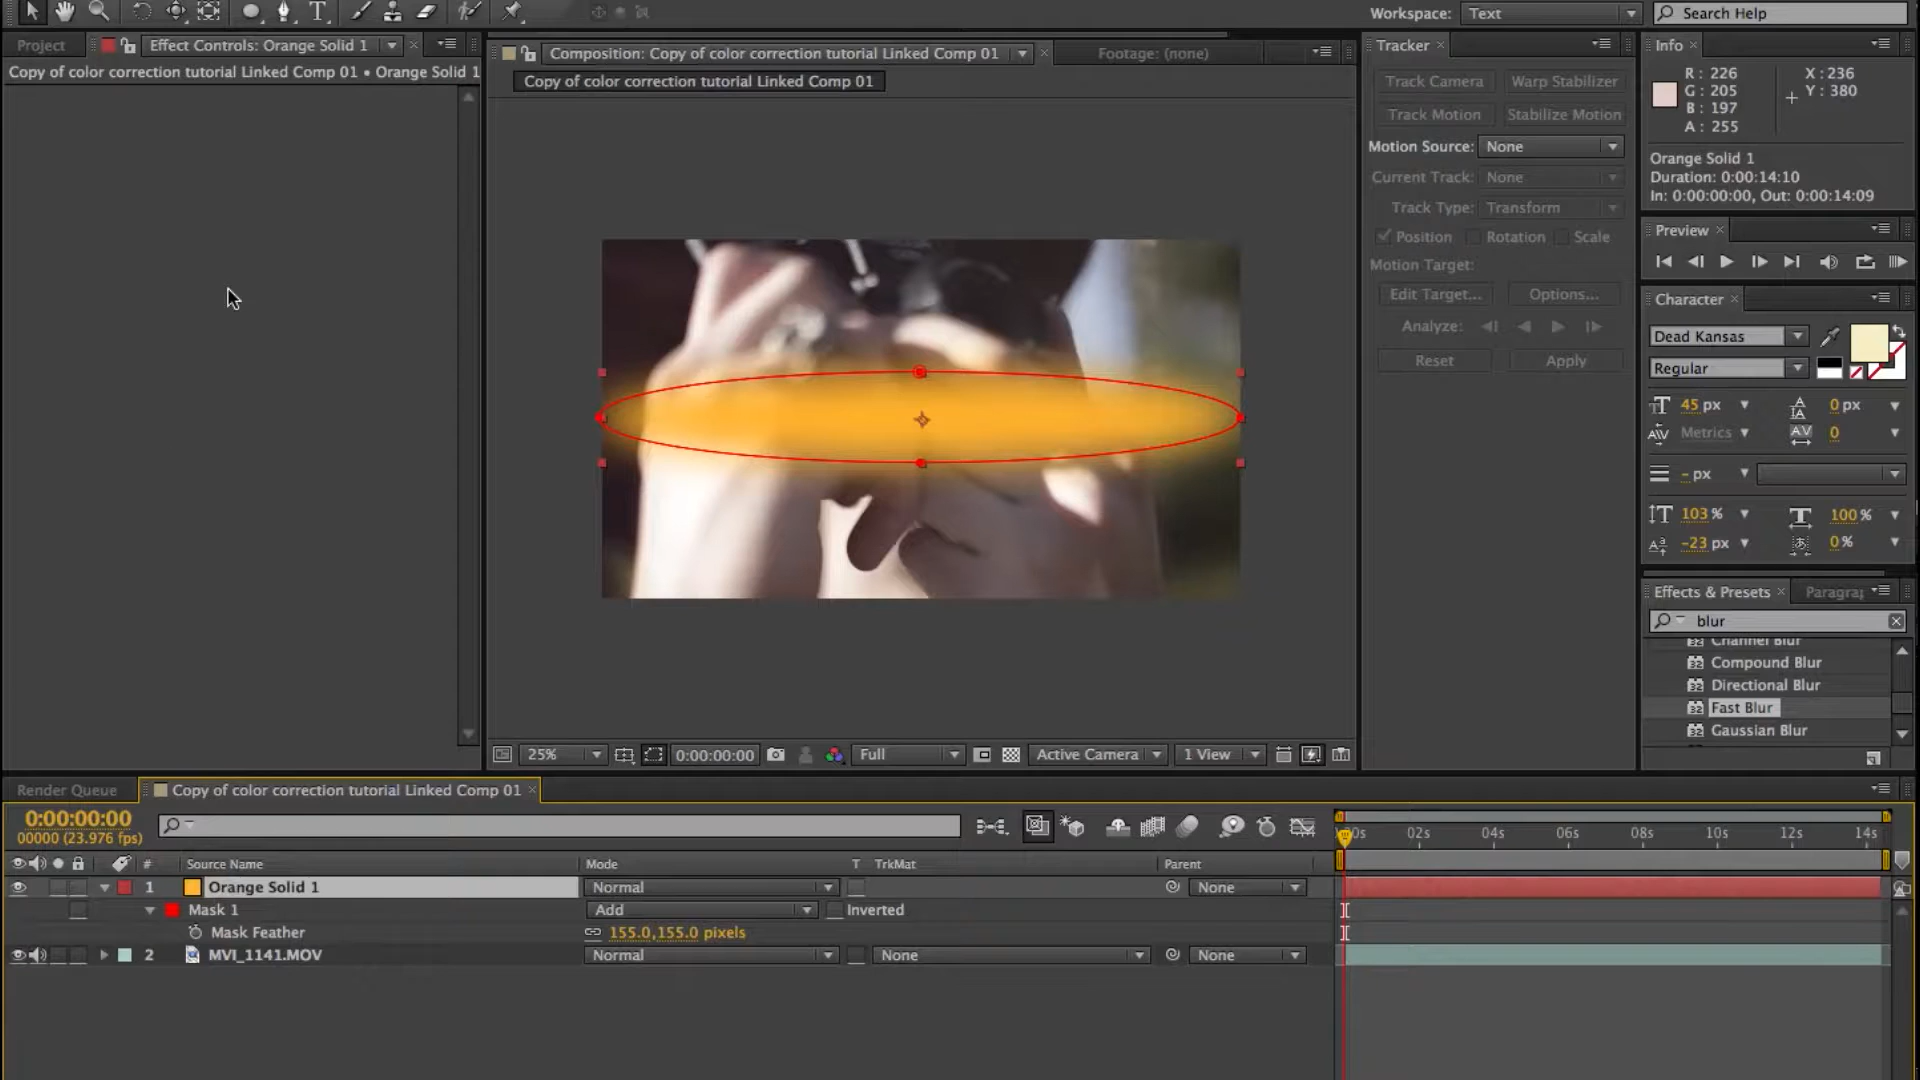 Workspace: Text
Search Help
Project
Effect Controls: Orange Solid 1
Copy of color correction tutorial Linked Comp 01 • Orange Solid 1
Composition: Copy of color correction tutorial Linked Comp 01
Footage: (none)
Copy of color correction tutorial Linked Comp 01
Tracker
Track Camera
Warp Stabilizer
Track Motion
Stabilize Motion
Motion Source: None
Current Track: None
Track Type: Transform
Position Rotation Scale
Motion Target:
Edit Target... Options...
Analyze:
Reset Apply
Info
R: 226 X: 236
G: 205 Y: 380
B: 197
A: 255
Orange Solid 1
Duration: 0:00:14:10
In: 0:00:00:00, Out: 0:00:14:09
Preview
Character
Dead Kansas
Regular
45 px 0 px
Metrics 0
- px
103 % 100 %
-23 px 0 %
Effects & Presets
blur
Channel Blur
Compound Blur
Directional Blur
Fast Blur
Gaussian Blur
25% 0:00:00:00 Full Active Camera 1 View
Render Queue
Copy of color correction tutorial Linked Comp 01
0:00:00:00
00000 (23.976 fps)
02s 04s 06s 08s 10s 12s 14s
# Source Name Mode T TrkMat Parent
1 Orange Solid 1 Normal None
Mask 1 Add Inverted
Mask Feather 155.0,155.0 pixels
2 MVI_1141.MOV Normal None None